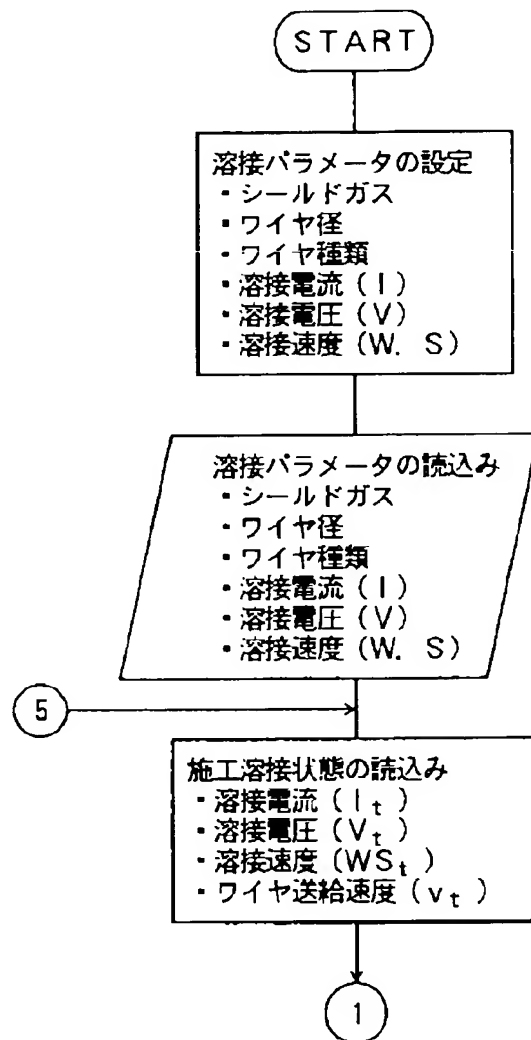 START
溶接パラメータの設定
・シールドガス
・ワイヤ径
・ワイヤ種類
・溶接電流(I)
・溶接電圧(V)
・溶接速度(W. S)
溶接パラメータの読込み
・シールドガス
・ワイヤ径
・ワイヤ種類
・溶接電流(I)
・溶接電圧(V)
・溶接速度(W. S)
5
施工溶接状態の読込み
・溶接電流(It)
・溶接電圧(Vt)
・溶接速度(WSt)
・ワイヤ送給速度(vt)
1